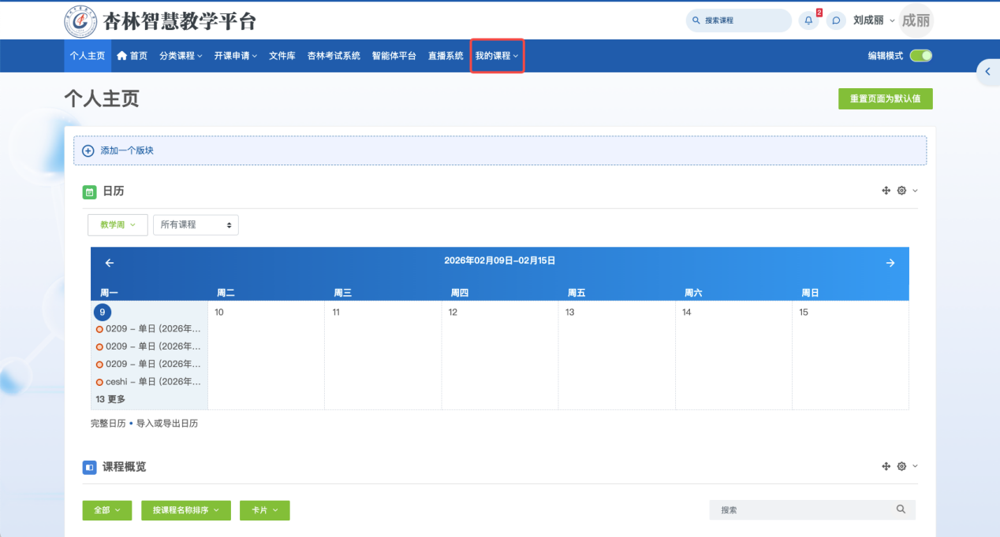 杏林智慧教学平台
搜索课程
2
刘成丽
成丽
个人主页 首页 分类课程 开课申请 文件库 杏林考试系统 智能体平台 直播系统 我的课程
编辑模式
个人主页
重置页面为默认值
添加一个版块
日历
教学周 所有课程
2026年02月09日-02月15日
周一 周二 周三 周四 周五 周六 周日
9 10 11 12 13 14 15
0209 - 单日 (2026年...
0209 - 单日 (2026年...
0209 - 单日 (2026年...
ceshi - 单日 (2026年...
13 更多
完整日历 • 导入或导出日历
课程概览
全部 按课程名称排序 卡片 搜索